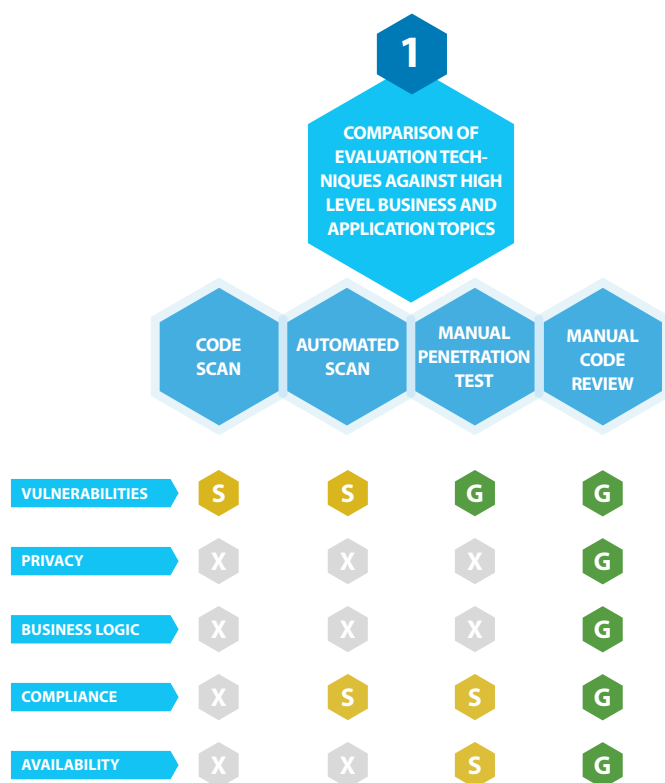 1
COMPARISON OF
EVALUATION TECH-
NIQUES AGAINST HIGH
LEVEL BUSINESS AND
APPLICATION TOPICS
CODE
SCAN
AUTOMATED
SCAN
MANUAL
PENETRATION
TEST
MANUAL
CODE
REVIEW
VULNERABILITIES S S G G
PRIVACY X X X G
BUSINESS LOGIC X X X G
COMPLIANCE X S S G
AVAILABILITY X X S G